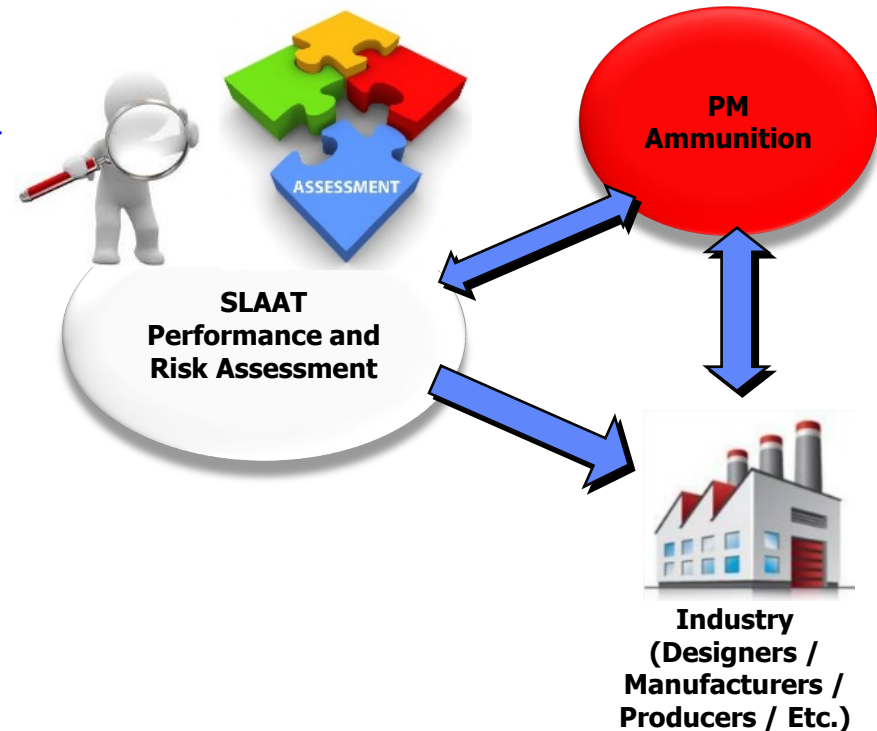 PM
Ammunition
ASSESSMENT
SLAAT
Performance and
Risk Assessment
Industry
(Designers /
Manufacturers /
Producers / Etc.)